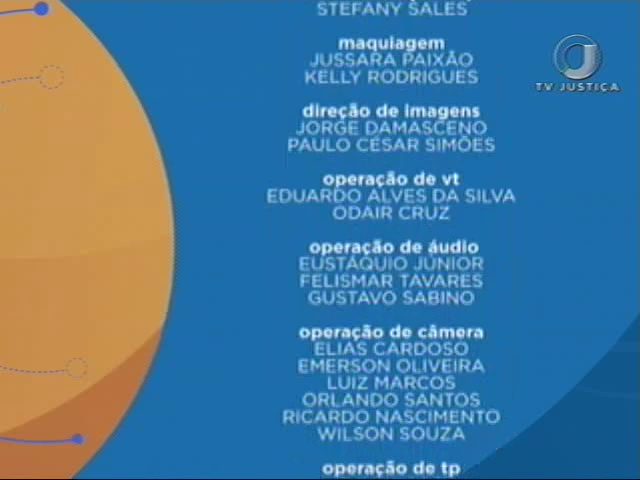 STEFANY SALES
maquiagem
JUSSARA PAIXÃO
KELLY RODRIGUES
TV JUSTIÇA
direção de imagens
JORGE DAMASCENO
PAULO CÉSAR SIMÕES
operação de vt
EDUARDO ALVES DA SILVA
ODAIR CRUZ
operação de áudio
EUSTÁQUIO JÚNIOR
FELISMAR TAVARES
GUSTAVO SABINO
operação de câmera
ELIAS CARDOSO
EMERSON OLIVEIRA
LUIZ MARCOS
ORLANDO SANTOS
RICARDO NASCIMENTO
WILSON SOUZA
operação de tp